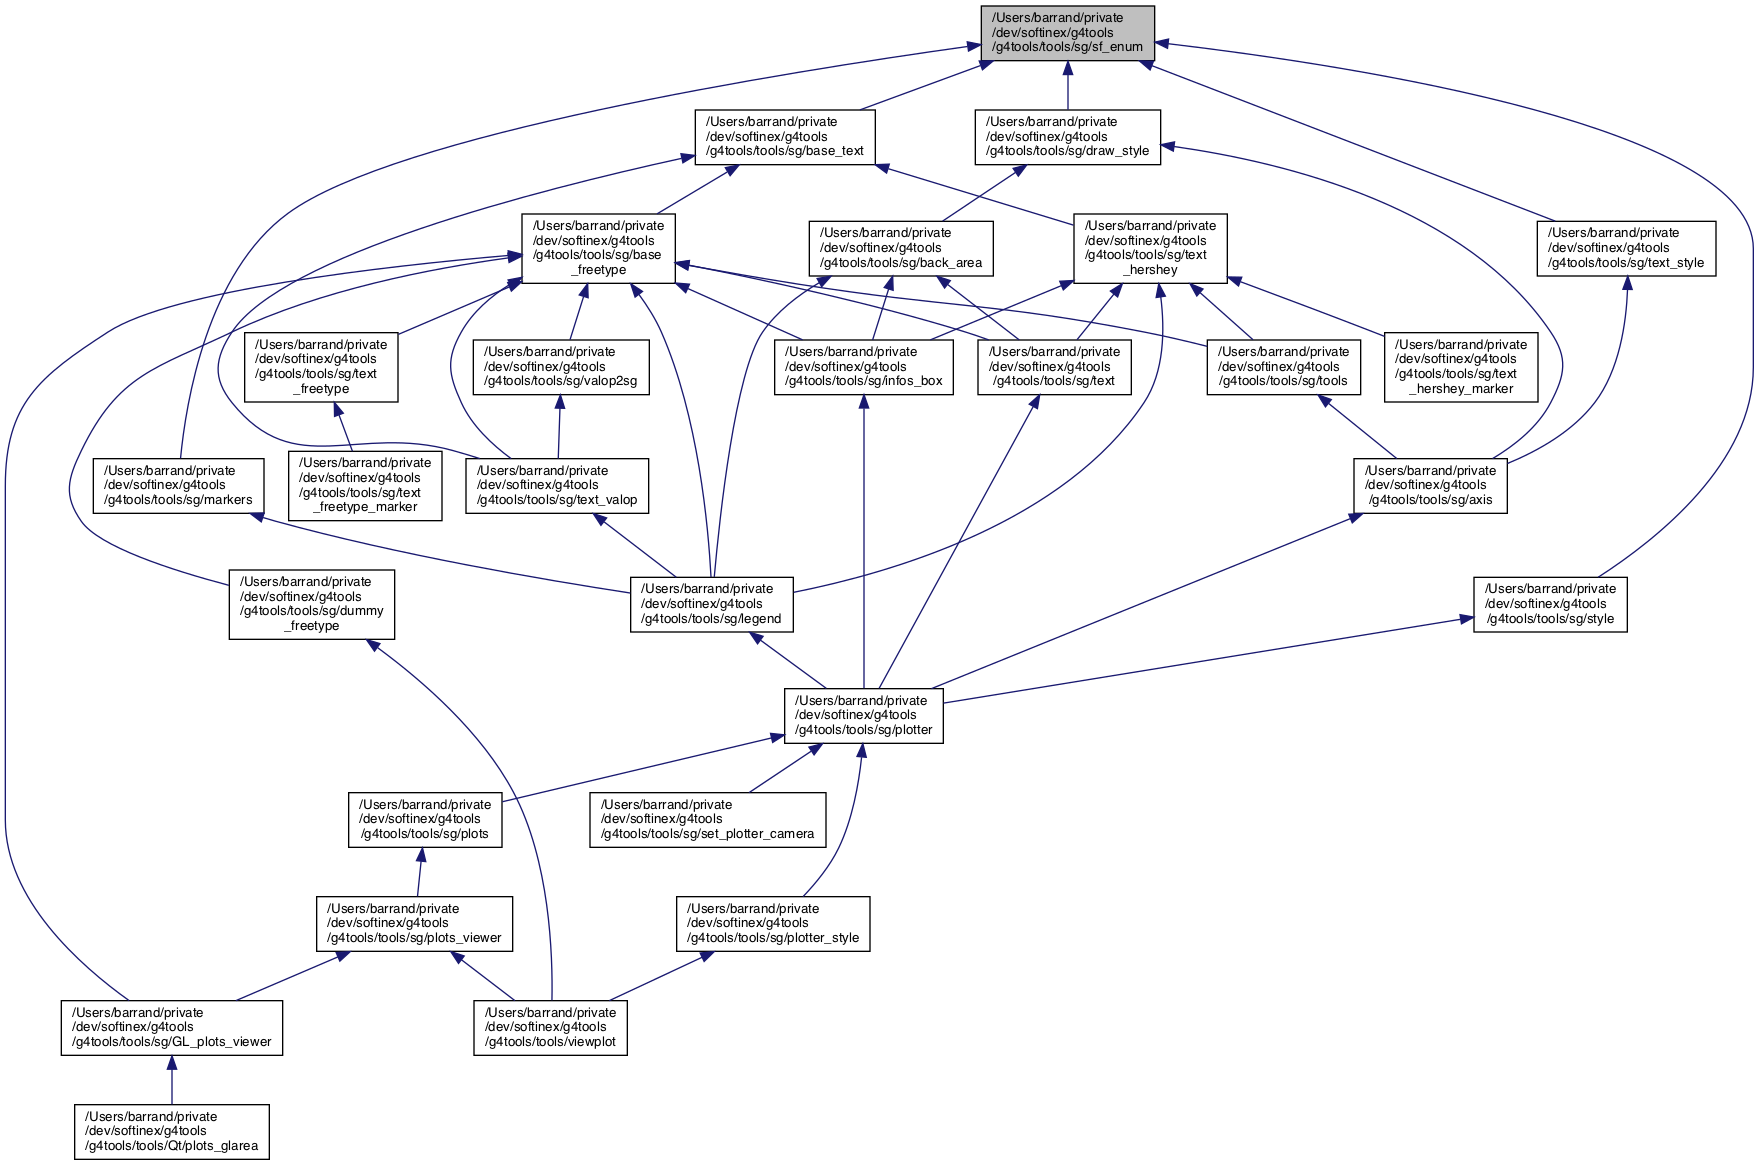 /Users/barrand/private
/dev/softinex/g4tools
/g4tools/tools/sg/sf_enum
/Users/barrand/private
/dev/softinex/g4tools
/g4tools/tools/sg/base_text
/Users/barrand/private
/dev/softinex/g4tools
/g4tools/tools/sg/draw_style
/Users/barrand/private
/dev/softinex/g4tools
/g4tools/tools/sg/base
_freetype
/Users/barrand/private
/dev/softinex/g4tools
/g4tools/tools/sg/back_area
/Users/barrand/private
/dev/softinex/g4tools
/g4tools/tools/sg/text
_hershey
/Users/barrand/private
/dev/softinex/g4tools
/g4tools/tools/sg/text_style
/Users/barrand/private
/dev/softinex/g4tools
/g4tools/tools/sg/text
_freetype
/Users/barrand/private
/dev/softinex/g4tools
/g4tools/tools/sg/valop2sg
/Users/barrand/private
/dev/softinex/g4tools
/g4tools/tools/sg/infos_box
/Users/barrand/private
/dev/softinex/g4tools
/g4tools/tools/sg/text
/Users/barrand/private
/dev/softinex/g4tools
/g4tools/tools/sg/tools
/Users/barrand/private
/dev/softinex/g4tools
/g4tools/tools/sg/text
_hershey_marker
/Users/barrand/private
/dev/softinex/g4tools
/g4tools/tools/sg/markers
/Users/barrand/private
/dev/softinex/g4tools
/g4tools/tools/sg/text
_freetype_marker
/Users/barrand/private
/dev/softinex/g4tools
/g4tools/tools/sg/text_valop
/Users/barrand/private
/dev/softinex/g4tools
/g4tools/tools/sg/axis
/Users/barrand/private
/dev/softinex/g4tools
/g4tools/tools/sg/dummy
_freetype
/Users/barrand/private
/dev/softinex/g4tools
/g4tools/tools/sg/legend
/Users/barrand/private
/dev/softinex/g4tools
/g4tools/tools/sg/style
/Users/barrand/private
/dev/softinex/g4tools
/g4tools/tools/sg/plotter
/Users/barrand/private
/dev/softinex/g4tools
/g4tools/tools/sg/plots
/Users/barrand/private
/dev/softinex/g4tools
/g4tools/tools/sg/set_plotter_camera
/Users/barrand/private
/dev/softinex/g4tools
/g4tools/tools/sg/plots_viewer
/Users/barrand/private
/dev/softinex/g4tools
/g4tools/tools/sg/plotter_style
/Users/barrand/private
/dev/softinex/g4tools
/g4tools/tools/sg/GL_plots_viewer
/Users/barrand/private
/dev/softinex/g4tools
/g4tools/tools/viewplot
/Users/barrand/private
/dev/softinex/g4tools
/g4tools/tools/Qt/plots_glarea